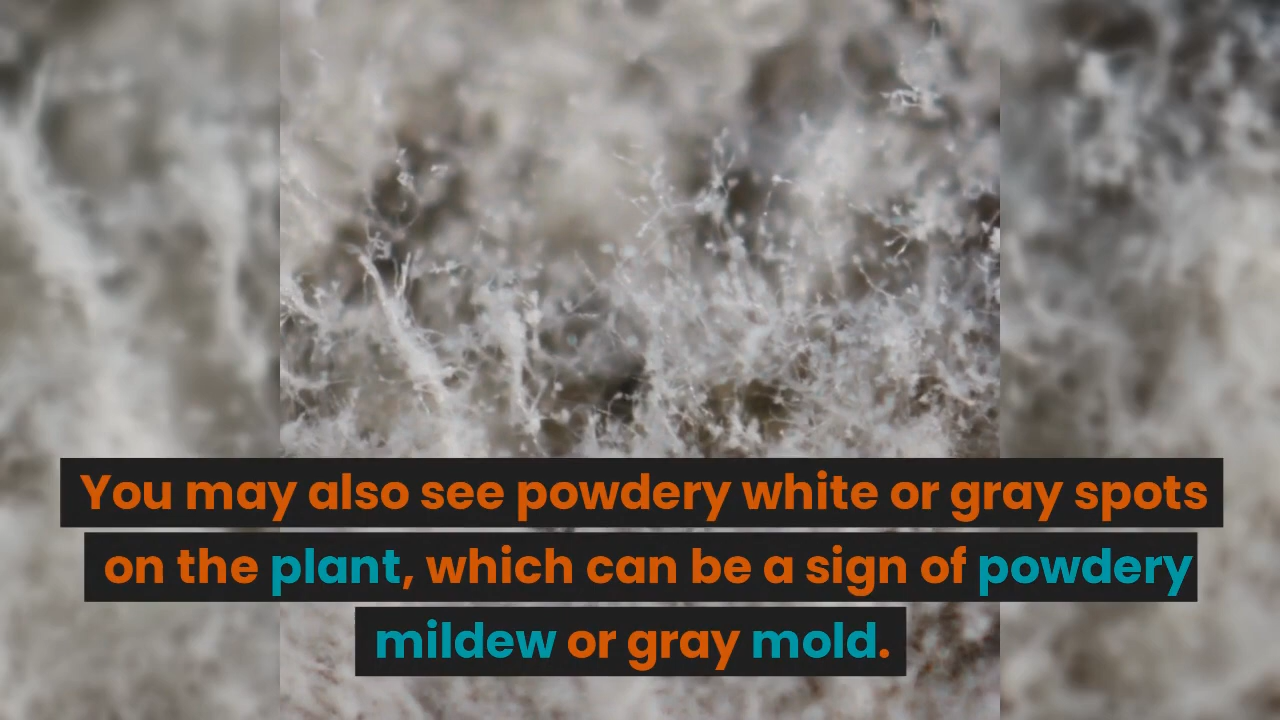 You may also see powdery white or gray spots
on the plant, which can be a sign of powdery
mildew or gray mold.